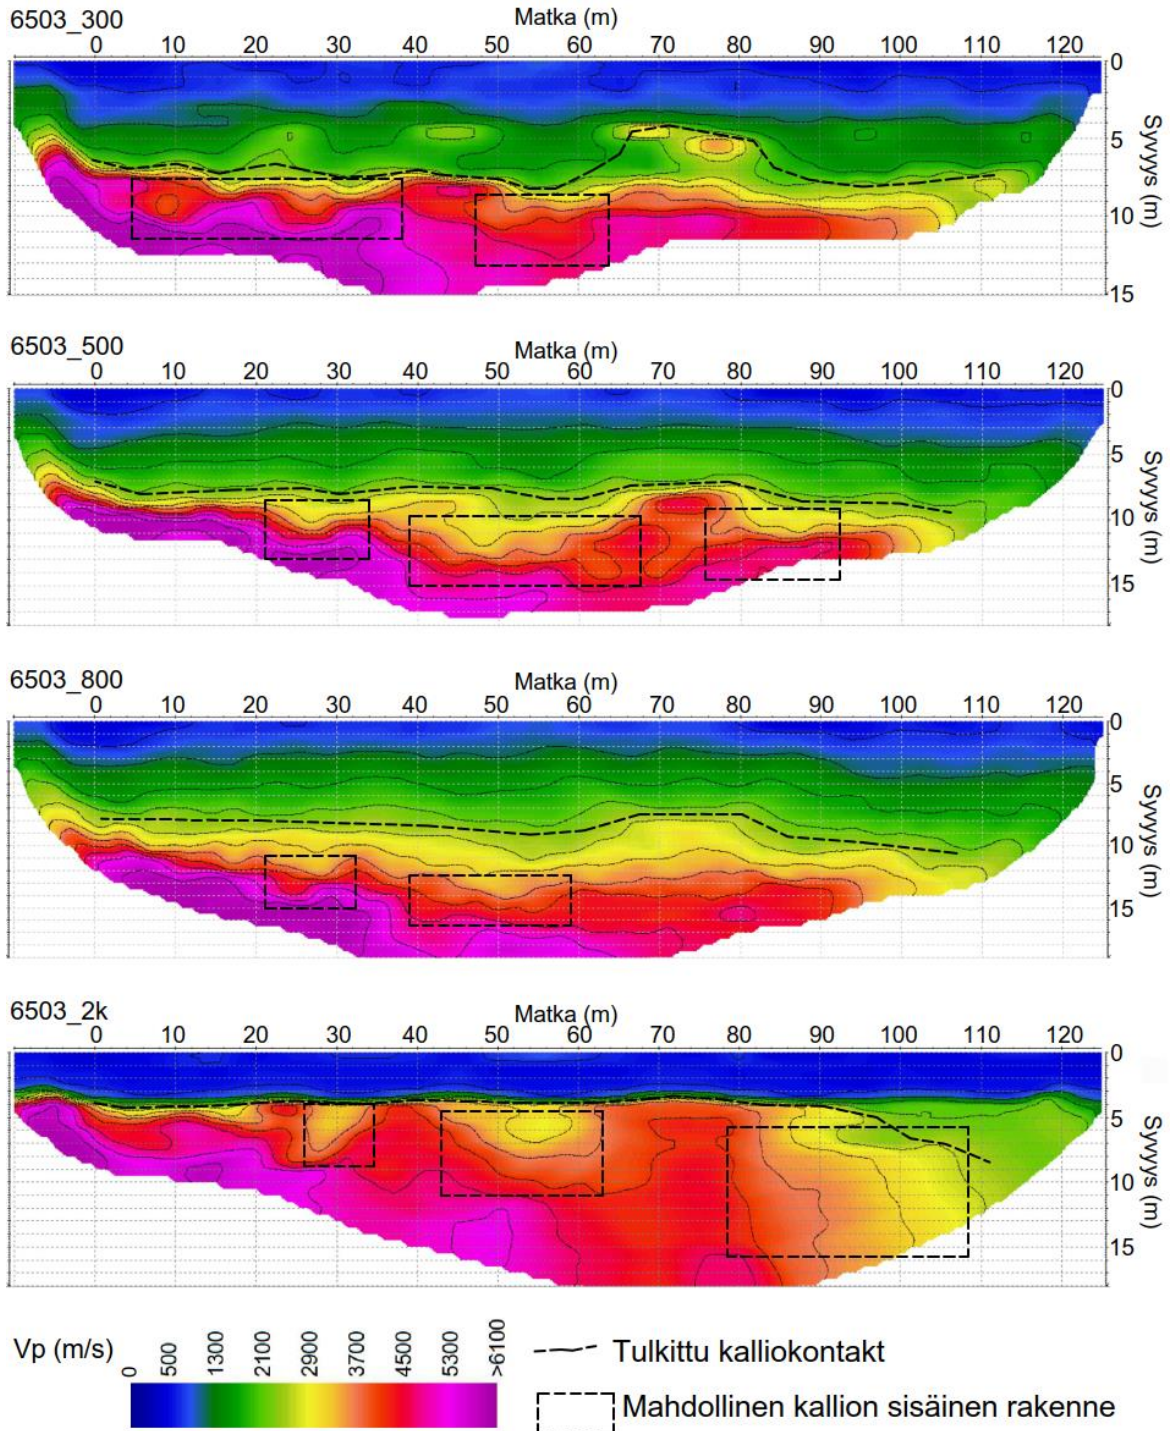 6503_300
Matka (m)
0 10 20 30 40 50 60 70 80 90 100 110 120
0
5
10
15
Syvyys (m)
6503_500
Matka (m)
0 10 20 30 40 50 60 70 80 90 100 110 120
0
5
10
15
Syvyys (m)
6503_800
Matka (m)
0 10 20 30 40 50 60 70 80 90 100 110 120
0
5
10
15
Syvyys (m)
6503_2k
Matka (m)
0 10 20 30 40 50 60 70 80 90 100 110 120
0
5
10
15
Syvyys (m)
Vp (m/s)
0 500 1300 2100 2900 3700 4500 5300 >6100
Tulkittu kalliokontakt
Mahdollinen kallion sisäinen rakenne